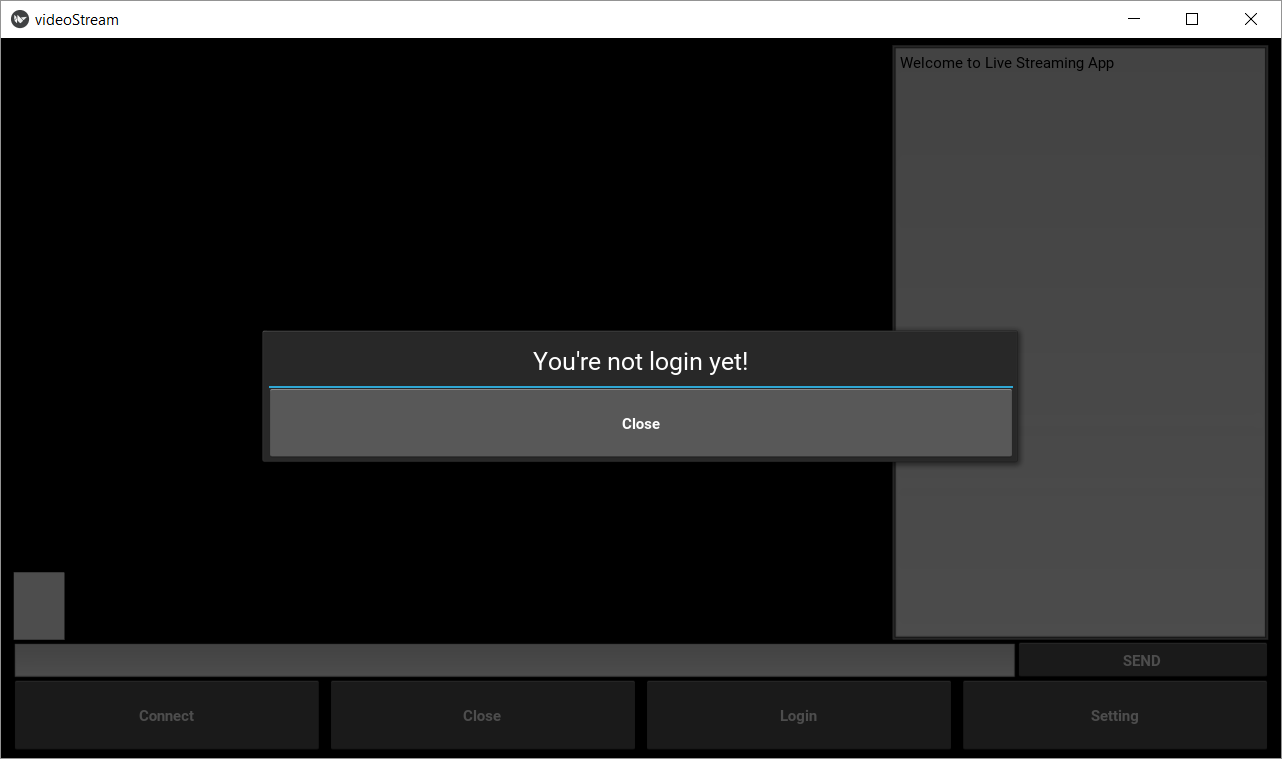 videoStream
Welcome to Live Streaming App
You're not login yet!
Close
SEND
Connect
Close
Login
Setting